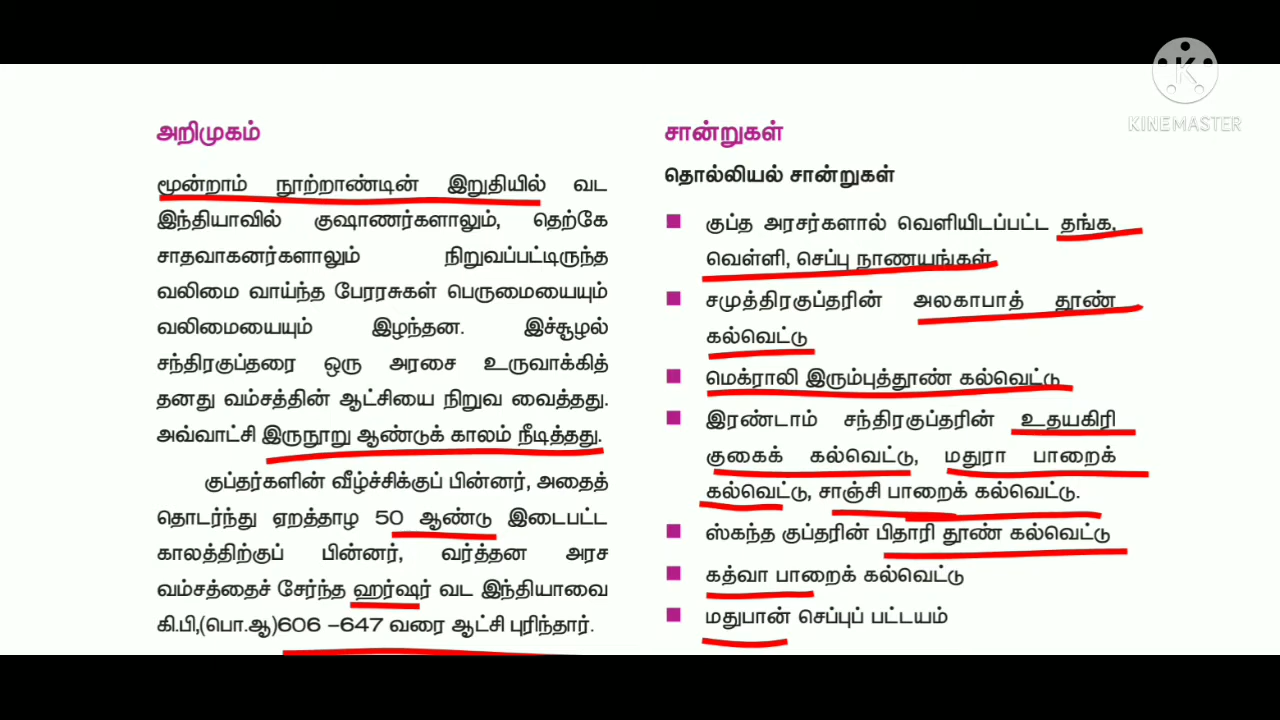 KINEMASTER
அறிமுகம்
மூன்றாம் நூற்றாண்டின் இறுதியில் வட
இந்தியாவில் குஷாணர்களாலும், தெற்கே
சாதவாகனர்களாலும் நிறுவப்பட்டிருந்த
வலிமை வாய்ந்த பேரரசுகள் பெருமையையும்
வலிமையையும் இழந்தன. இச்சூழல்
சந்திரகுப்தரை ஒரு அரசை உருவாக்கித்
தனது வம்சத்தின் ஆட்சியை நிறுவ வைத்தது.
அவ்வாட்சி இருநூறு ஆண்டுக் காலம் நீடித்தது.
குப்தர்களின் வீழ்ச்சிக்குப் பின்னர், அதைத்
தொடர்ந்து ஏறத்தாழ 50 ஆண்டு இடைபட்ட
காலத்திற்குப் பின்னர், வர்த்தன அரச
வம்சத்தைச் சேர்ந்த ஹர்ஷர் வட இந்தியாவை
கி.பி,(பொ.ஆ)606 –647 வரை ஆட்சி புரிந்தார்.
சான்றுகள்
தொல்லியல் சான்றுகள்
■ குப்த அரசர்களால் வெளியிடப்பட்ட தங்க,
வெள்ளி, செப்பு நாணயங்கள்
■ சமுத்திரகுப்தரின் அலகாபாத் தூண்
கல்வெட்டு
■ மெக்ராலி இரும்புத்தூண் கல்வெட்டு
■ இரண்டாம் சந்திரகுப்தரின் உதயகிரி
குகைக் கல்வெட்டு, மதுரா பாறைக்
கல்வெட்டு, சாஞ்சி பாறைக் கல்வெட்டு.
■ ஸ்கந்த குப்தரின் பிதாரி தூண் கல்வெட்டு
■ கத்வா பாறைக் கல்வெட்டு
■ மதுபான் செப்புப் பட்டயம்